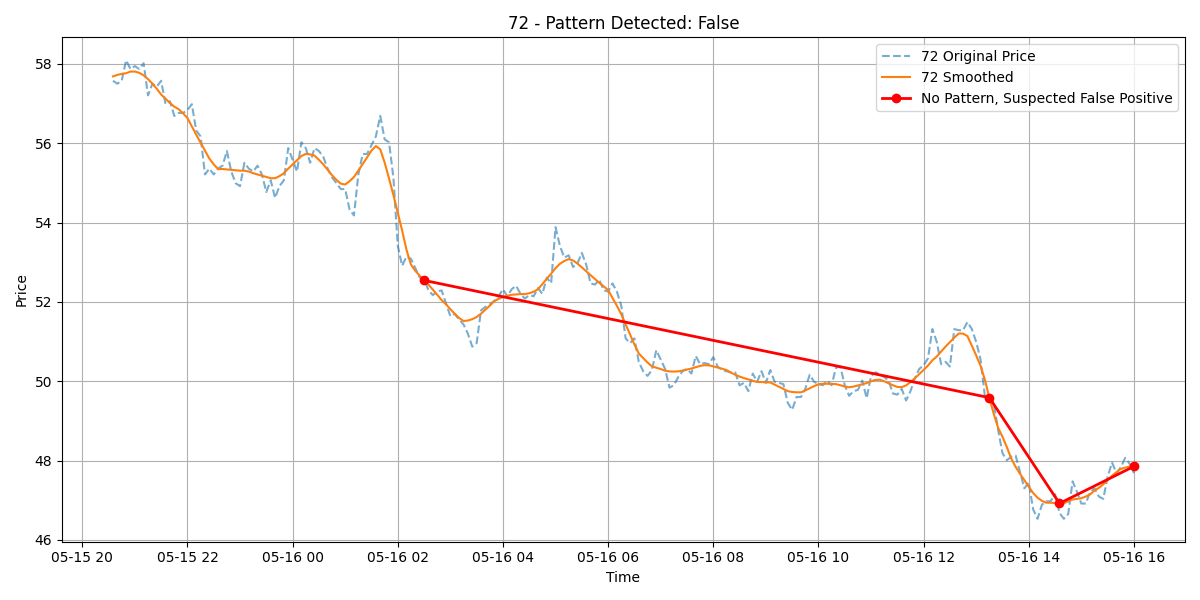 72 - Pattern Detected: False
72 Original Price
72 Smoothed
No Pattern, Suspected False Positive
Price
58
56
54
52
50
48
46
05-15 20 05-15 22 05-16 00 05-16 02 05-16 04 05-16 06 05-16 08 05-16 10 05-16 12 05-16 14 05-16 16
Time